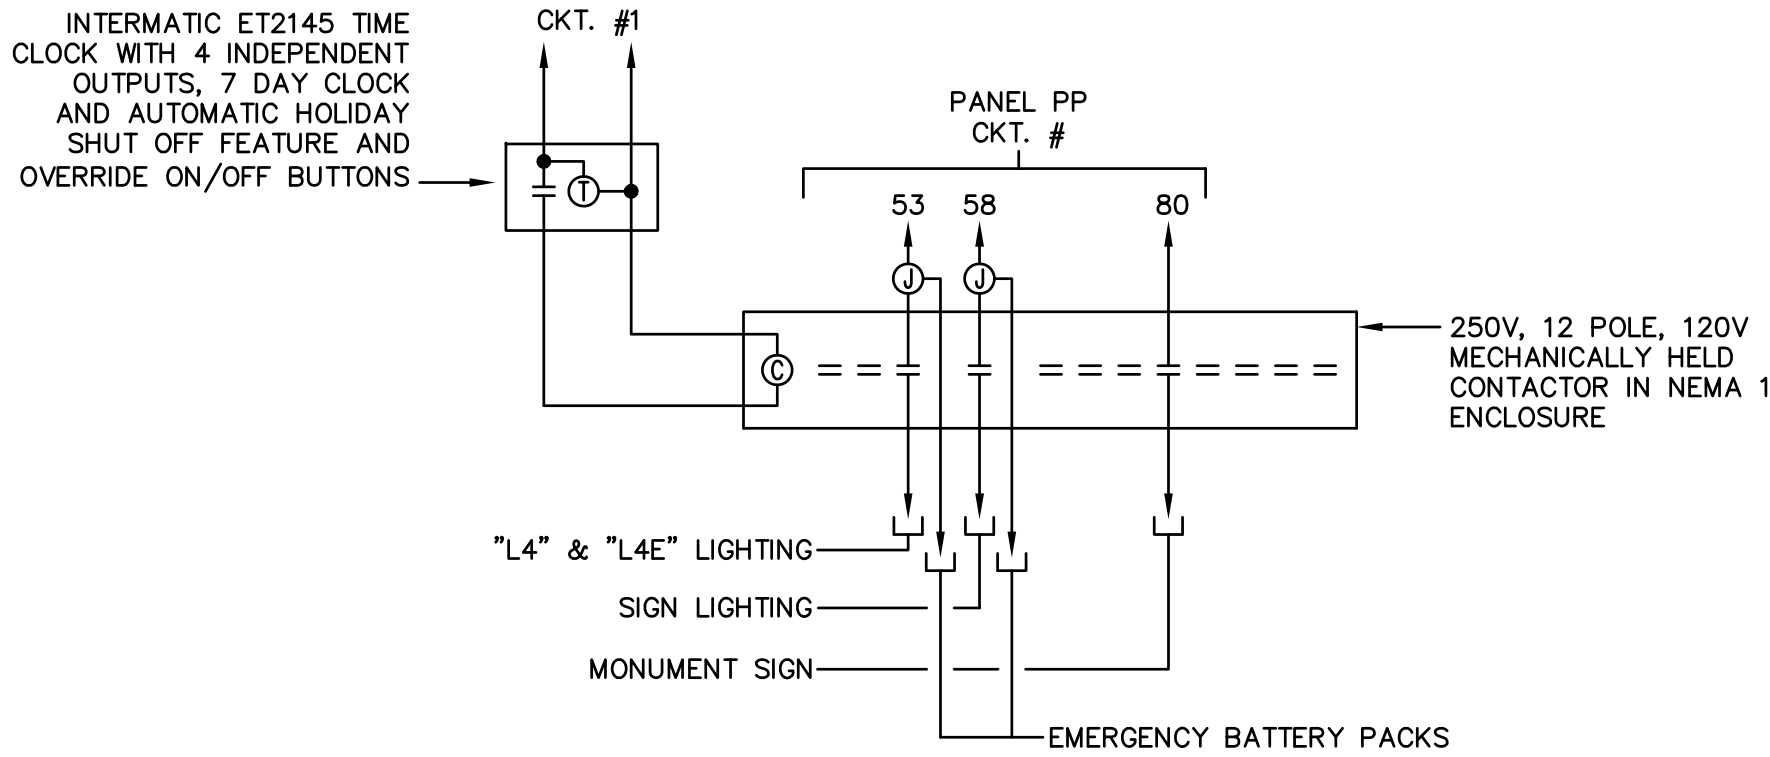 INTERMATIC ET2145 TIME
CLOCK WITH 4 INDEPENDENT
OUTPUTS, 7 DAY CLOCK
AND AUTOMATIC HOLIDAY
SHUT OFF FEATURE AND
OVERRIDE ON/OFF BUTTONS
CKT. #1
T
PANEL PP
CKT. #
53 58 80
J J
C
250V, 12 POLE, 120V
MECHANICALLY HELD
CONTACTOR IN NEMA 1
ENCLOSURE
"L4" & "L4E" LIGHTING
SIGN LIGHTING
MONUMENT SIGN
EMERGENCY BATTERY PACKS